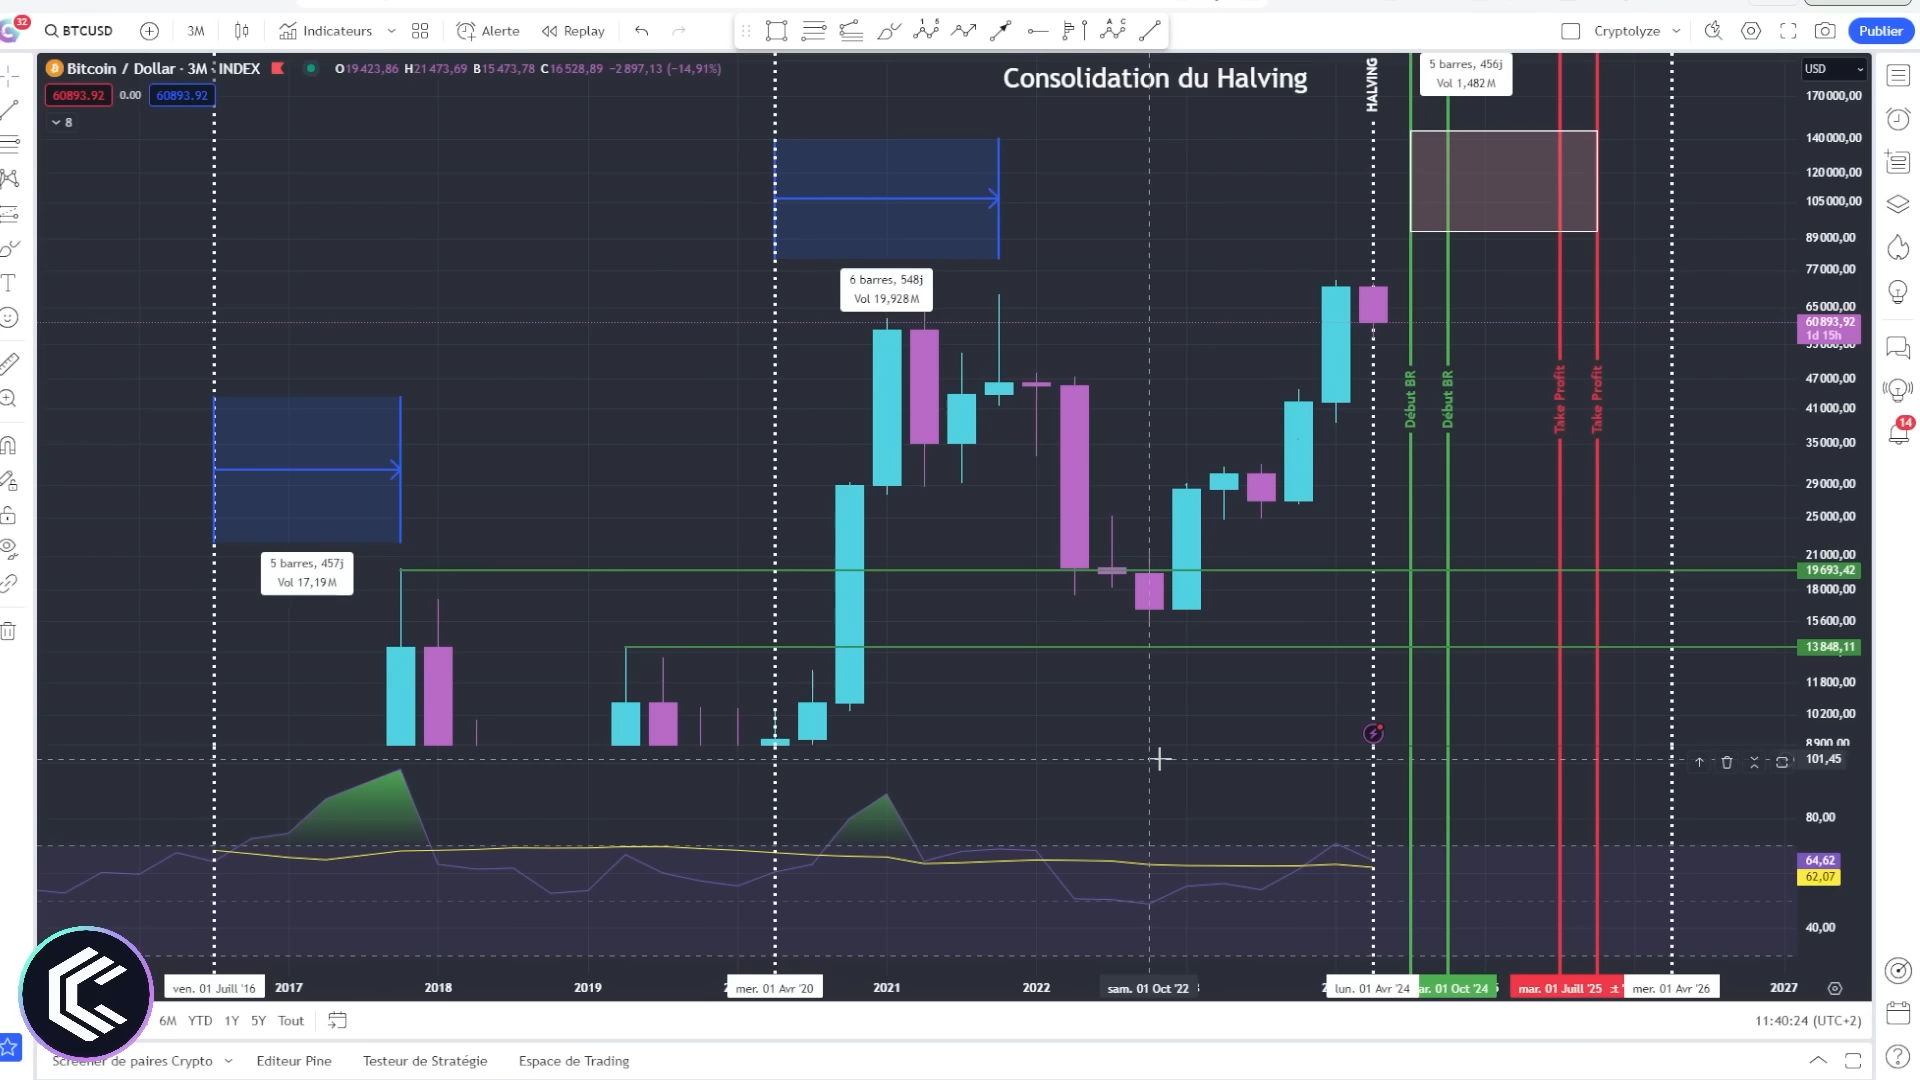 32
BTCUSD
3M
Indicateurs
Alerte
Replay
Cryptolyze
Publier
Bitcoin / Dollar · 3M · INDEX
O19 423,86 H21 473,69 B15 473,78 C16 528,89 −2 897,13 (−14,91%)
60893.92 0.00 60893.92
8
Consolidation du Halving
HALVING
5 barres, 456j
Vol 1,482M
USD
170 000,00
140 000,00
120 000,00
105 000,00
89 000,00
77 000,00
65 000,00
60 893,92
1d 15h
47 000,00
41 000,00
35 000,00
29 000,00
25 000,00
21 000,00
19 693,42
18 000,00
15 600,00
13 848,11
11 800,00
10 200,00
8 900,00
101,45
80,00
64,62
62,07
40,00
6 barres, 548j
Vol 19,928M
5 barres, 457j
Vol 17,19M
Début BR
Début BR
Take Profit
Take Profit
14
ven. 01 Juill '16
2017
2018
2019
mer. 01 Avr '20
2021
2022
sam. 01 Oct '22
lun. 01 Avr '24
ar. 01 Oct '24
mar. 01 Juill '25
mer. 01 Avr '26
2027
6M YTD 1Y 5Y Tout
11:40:24 (UTC+2)
Screener de paires Crypto
Editeur Pine
Testeur de Stratégie
Espace de Trading